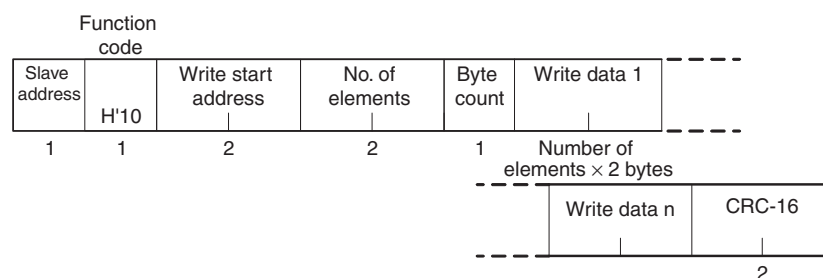 Function
code
Slave
address
H'10
Write start
address
No. of
elements
Byte
count
Write data 1
1
1
2
2
1
Number of
elements × 2 bytes
Write data n
CRC-16
2